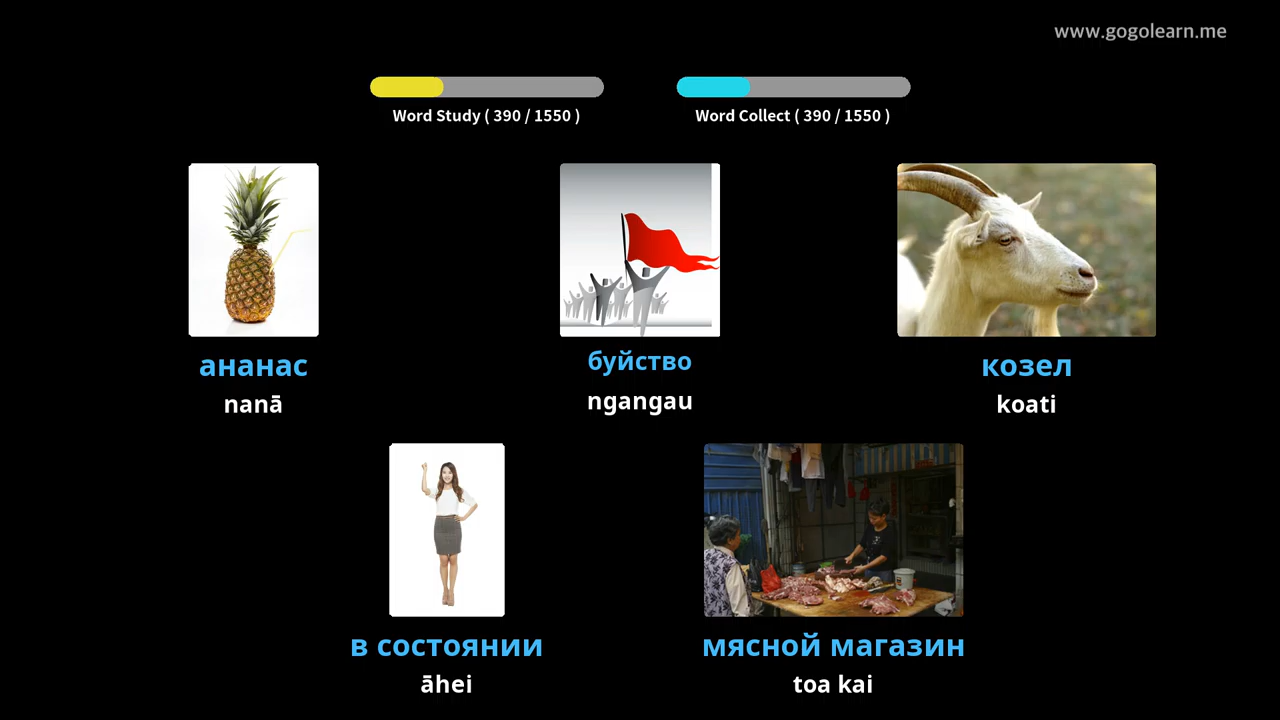 www.gogolearn.me
Word Study ( 390 / 1550 )
Word Collect ( 390 / 1550 )
ананас
nanā
буйство
ngangau
козел
koati
в состоянии
āhei
мясной магазин
toa kai